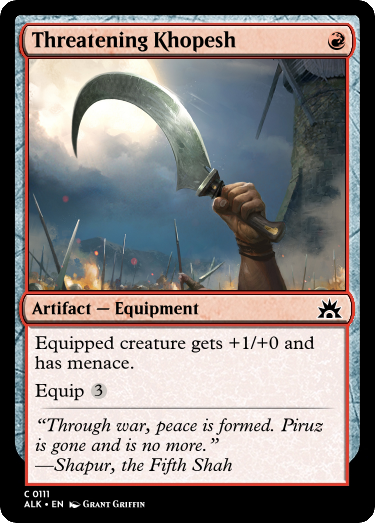 Threatening Khopesh
Artifact — Equipment
Equipped creature gets +1/+0 and
has menace.
Equip 3
“Through war, peace is formed. Piruz
is gone and is no more.”
—Shapur, the Fifth Shah
C 0111
ALK • EN Grant Griffin